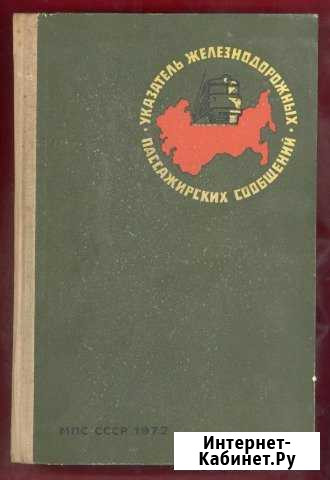 УКАЗАТЕЛЬ ЖЕЛЕЗНОДОРОЖНЫХ
ПАССАЖИРСКИХ СООБЩЕНИЙ
МПС СССР 1972
Интернет-
Кабинет.Ру